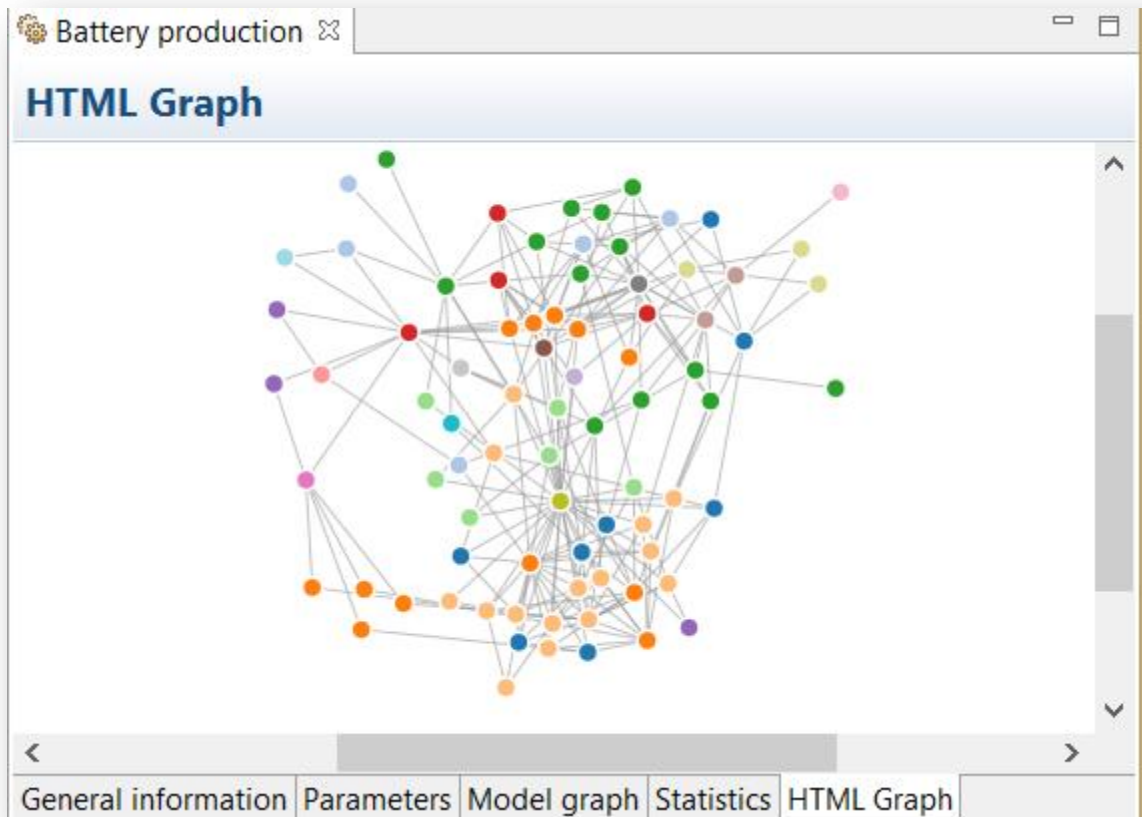 Battery production
HTML Graph
General information Parameters Model graph Statistics HTML Graph